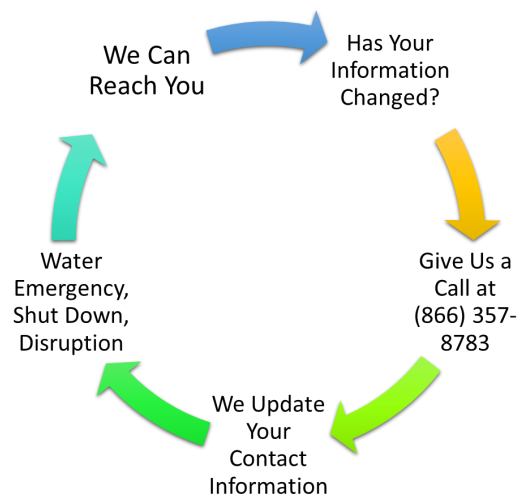 We Can
Reach You
Has Your
Information
Changed?
Give Us a
Call at
(866) 357-
8783
We Update
Your
Contact
Information
Water
Emergency,
Shut Down,
Disruption